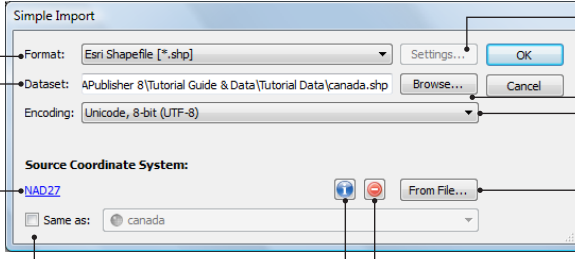 Simple Import
Format: Esri Shapefile [*.shp] Settings... OK
Dataset: APublisher 8\Tutorial Guide & Data\Tutorial Data\canada.shp Browse... Cancel
Encoding: Unicode, 8-bit (UTF-8)
Source Coordinate System:
NAD27 From File...
Same as: canada